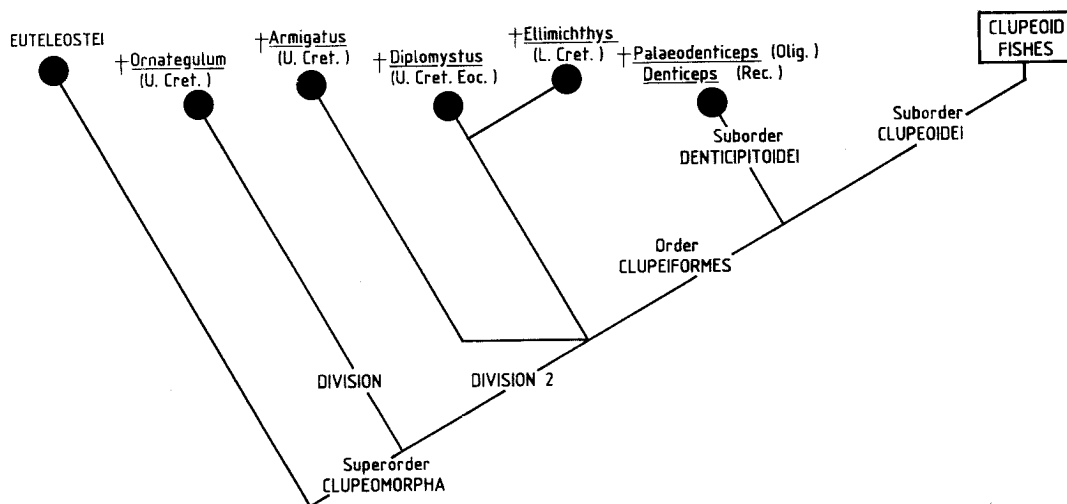 EUTELEOSTEI
†Ornategulum
(U. Cret.)
†Armigatus
(U. Cret.)
†Diplomystus
(U. Cret. Eoc.)
†Ellimichthys
(L. Cret.)
†Palaeodenticeps (Olig.)
Denticeps (Rec.)
CLUPEOID
FISHES
Suborder
DENTICIPITOIDEI
Suborder
CLUPEOIDEI
Order
CLUPEIFORMES
DIVISION
DIVISION 2
Superorder
CLUPEOMORPHA